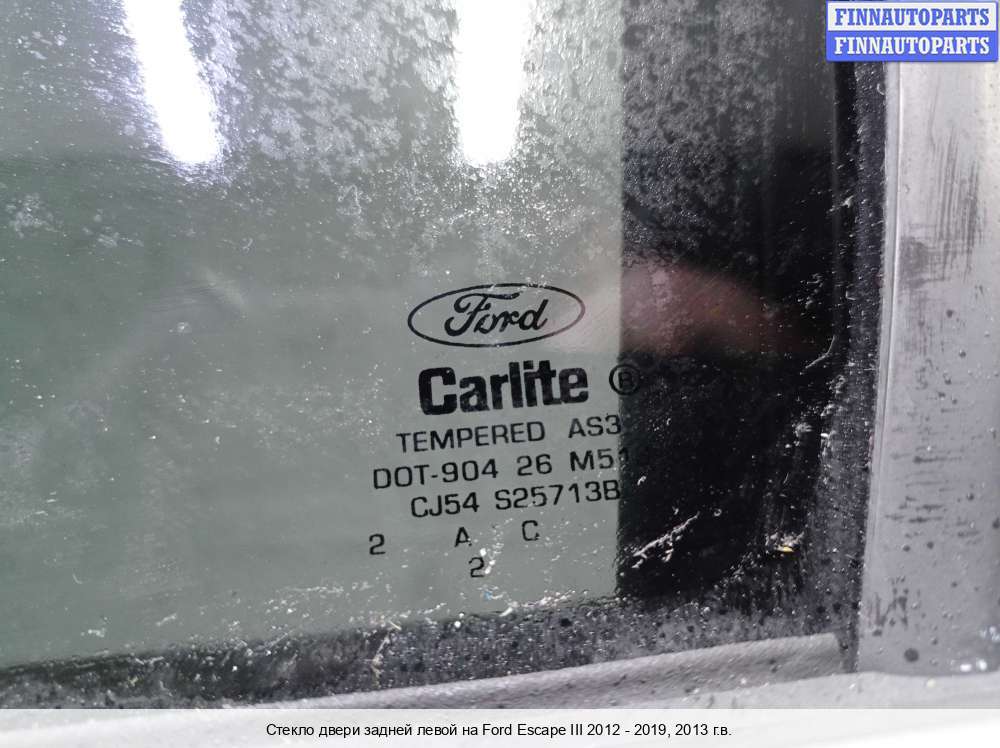 FINNAUTOPARTS
FINNAUTOPARTS
Ford
Carlite ®
TEMPERED AS3
DOT-904 26 M51
CJ54 S25713B
2 A C
2
Стекло двери задней левой на Ford Escape III 2012 - 2019, 2013 г.в.